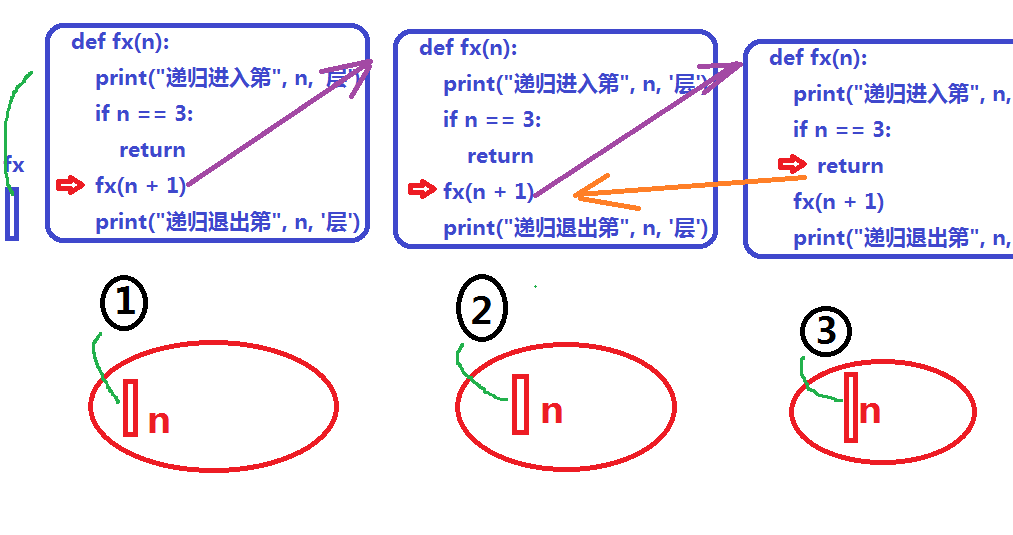 def fx(n):
print("递归进入第", n, '层')
if n == 3:
return
fx(n + 1)
print("递归退出第", n, '层')
def fx(n):
print("递归进入第", n, '层')
if n == 3:
return
fx(n + 1)
print("递归退出第", n, '层')
def fx(n):
print("递归进入第", n,
if n == 3:
return
fx(n + 1)
print("递归退出第", n,
fx
1
2
3
n
n
n